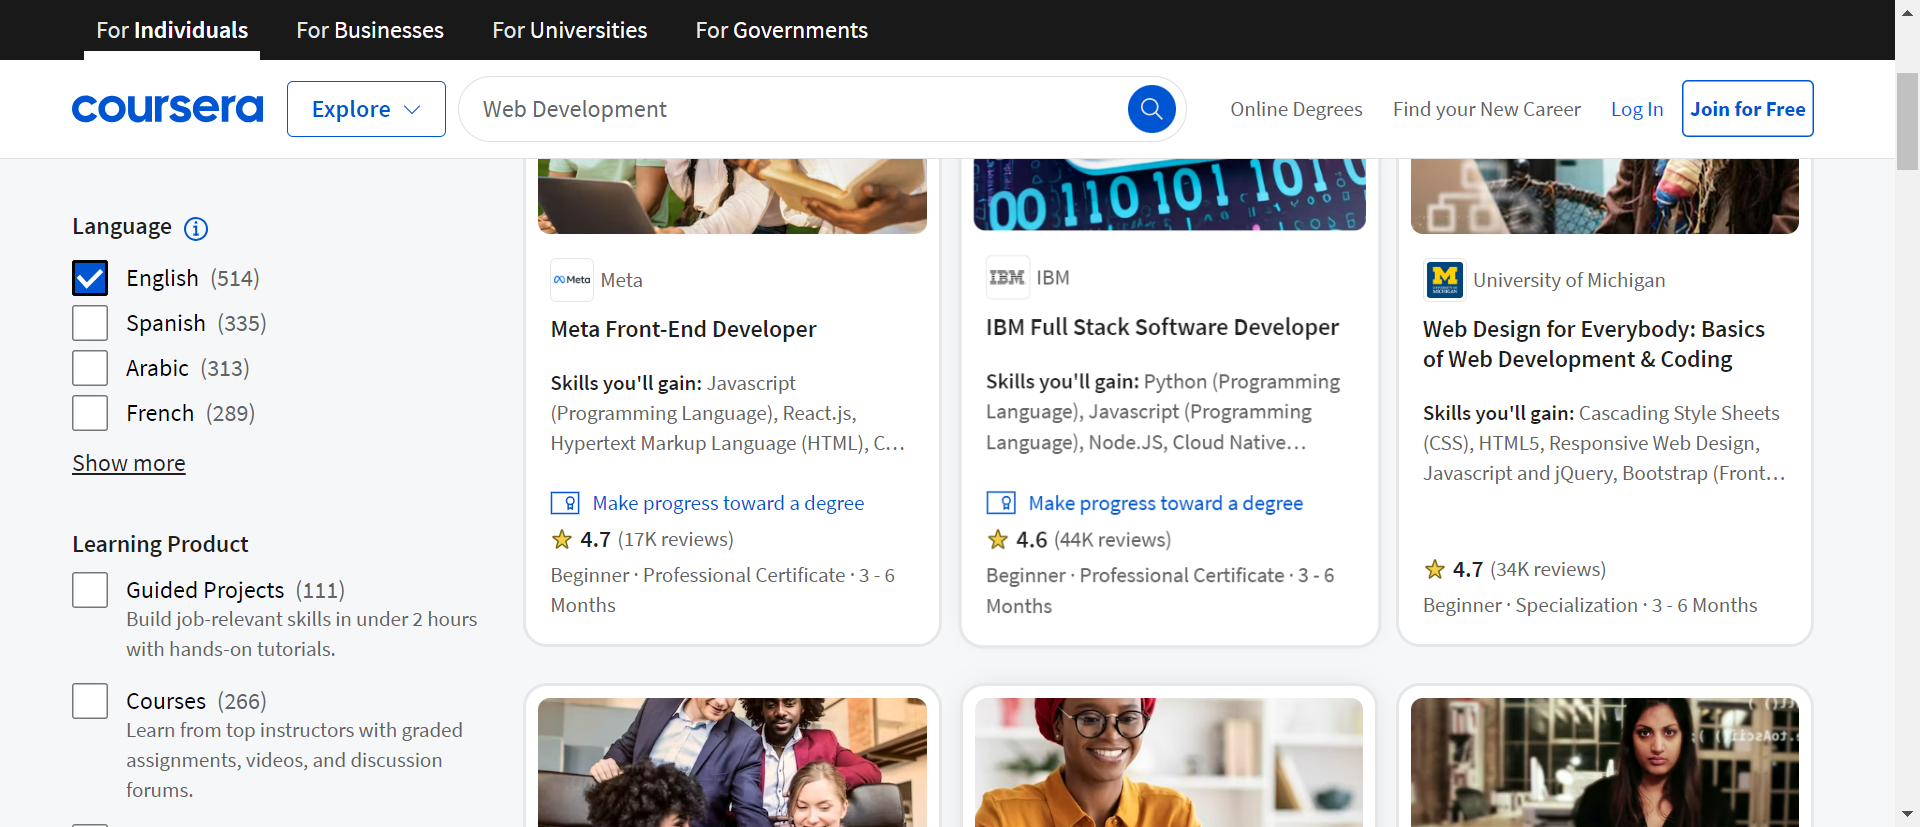 For Individuals
For Businesses
For Universities
For Governments
coursera
Explore
Web Development
Online Degrees
Find your New Career
Log In
Join for Free
Language
English (514)
Spanish (335)
Arabic (313)
French (289)
Show more
Learning Product
Guided Projects (111)
Build job-relevant skills in under 2 hours
with hands-on tutorials.
Courses (266)
Learn from top instructors with graded
assignments, videos, and discussion
forums.
Meta
Meta
Meta Front-End Developer
Skills you'll gain: Javascript
(Programming Language), React.js,
Hypertext Markup Language (HTML), C...
Make progress toward a degree
4.7 (17K reviews)
Beginner · Professional Certificate · 3 - 6
Months
00110101 101
IBM
IBM
IBM Full Stack Software Developer
Skills you'll gain: Python (Programming
Language), Javascript (Programming
Language), Node.JS, Cloud Native...
Make progress toward a degree
4.6 (44K reviews)
Beginner · Professional Certificate · 3 - 6
Months
M
University of Michigan
Web Design for Everybody: Basics
of Web Development & Coding
Skills you'll gain: Cascading Style Sheets
(CSS), HTML5, Responsive Web Design,
Javascript and jQuery, Bootstrap (Front...
4.7 (34K reviews)
Beginner · Specialization · 3 - 6 Months